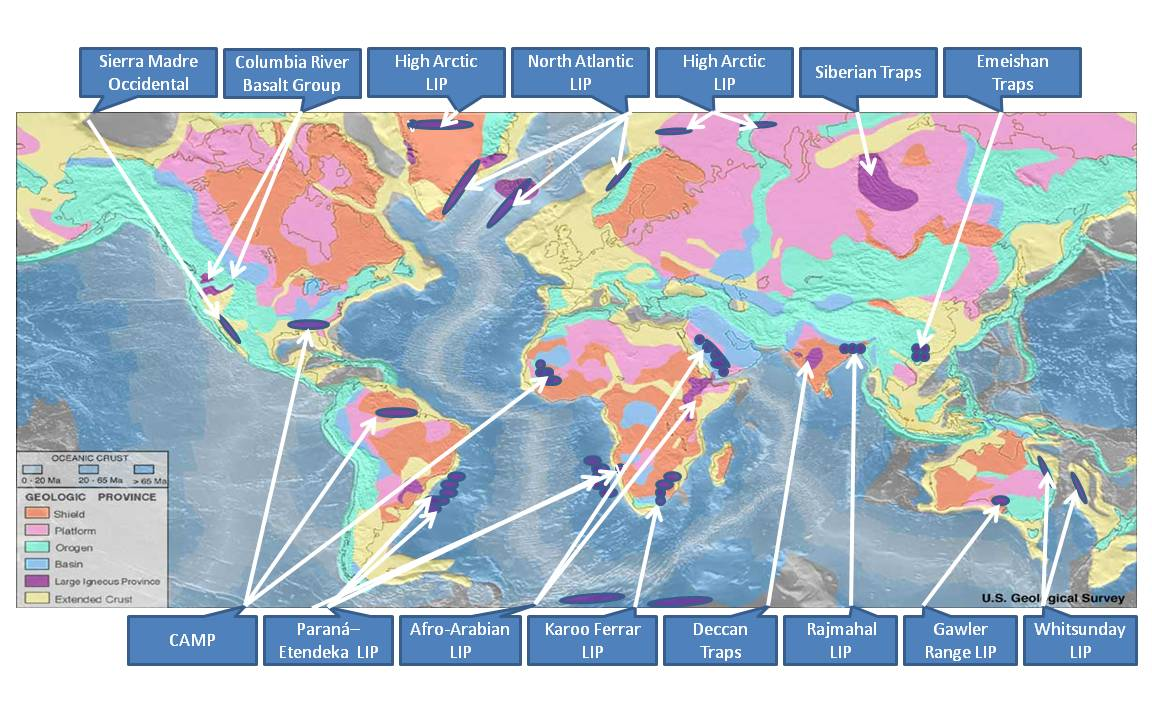 Sierra Madre
Occidental
Columbia River
Basalt Group
High Arctic
LIP
North Atlantic
LIP
High Arctic
LIP
Siberian Traps
Emeishan
Traps
OCEANIC CRUST
0 - 20 Ma
20 - 65 Ma
> 65 Ma
GEOLOGIC PROVINCE
Shield
Platform
Orogen
Basin
Large Igneous Province
Extended Crust
U.S. Geological Survey
CAMP
Paraná–
Etendeka LIP
Afro-Arabian
LIP
Karoo Ferrar
LIP
Deccan
Traps
Rajmahal
LIP
Gawler
Range LIP
Whitsunday
LIP